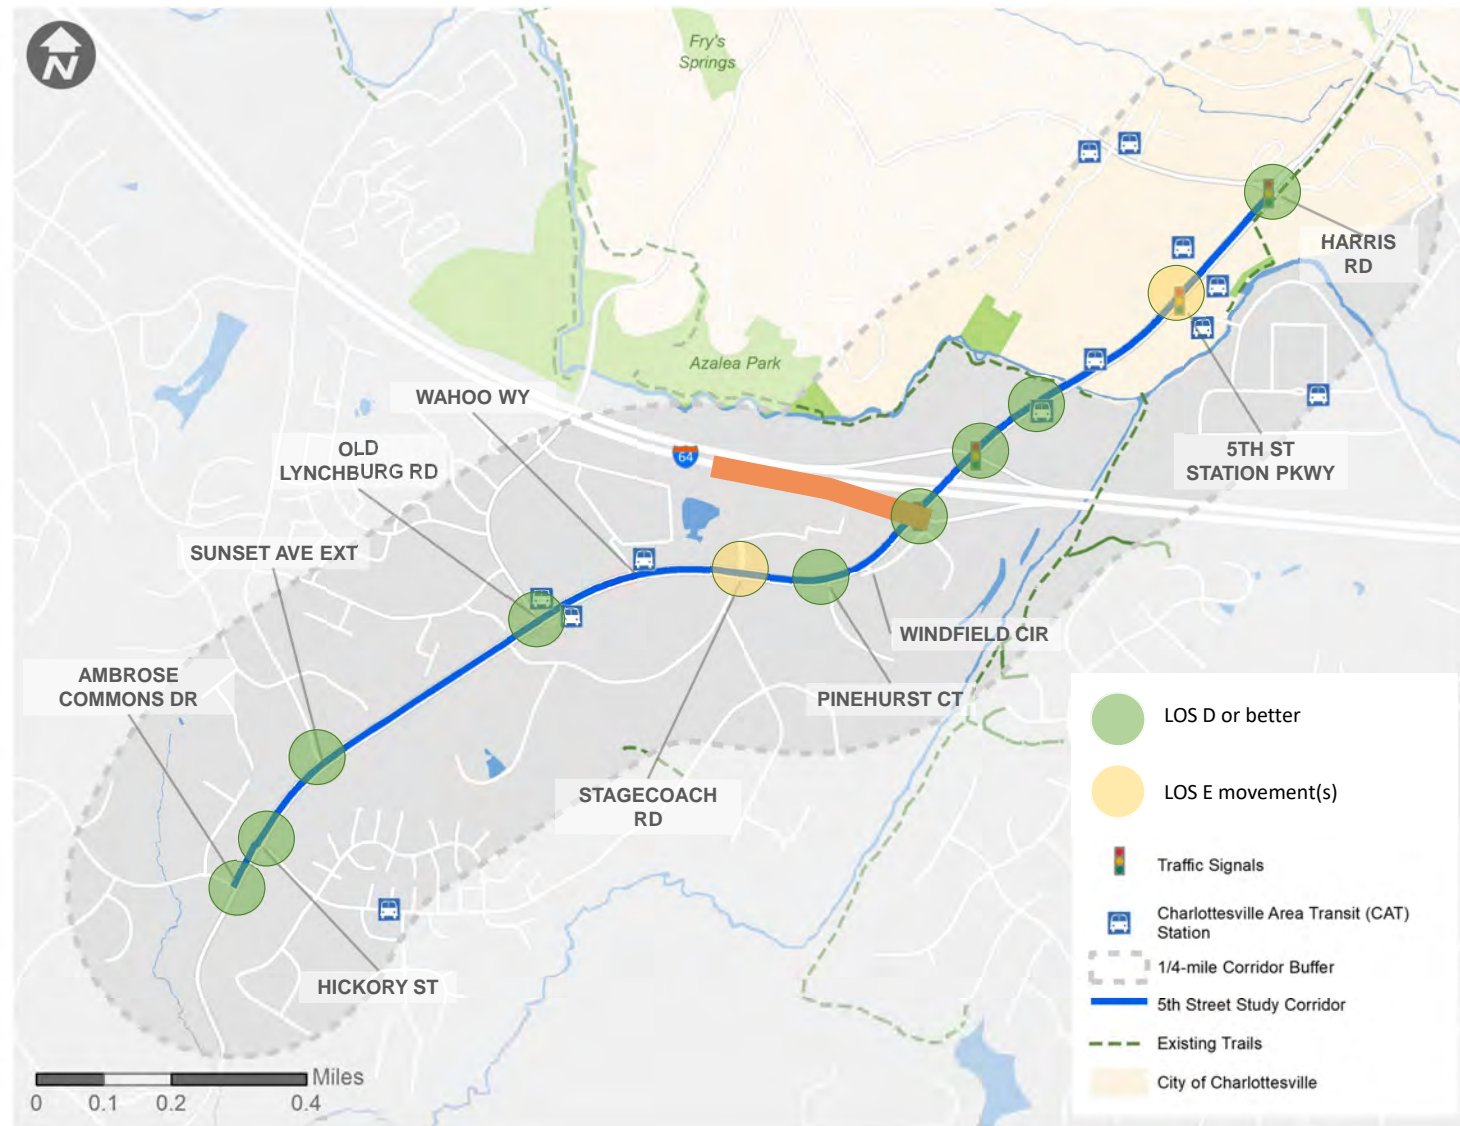 N
Fry's
Springs
HARRIS
RD
Azalea Park
WAHOO WY
OLD
LYNCHBURG RD
64
5TH ST
STATION PKWY
SUNSET AVE EXT
WINDFIELD CIR
AMBROSE
COMMONS DR
PINEHURST CT
STAGECOACH
RD
HICKORY ST
LOS D or better
LOS E movement(s)
Traffic Signals
Charlottesville Area Transit (CAT)
Station
1/4-mile Corridor Buffer
5th Street Study Corridor
Existing Trails
City of Charlottesville
Miles
0 0.1 0.2 0.4